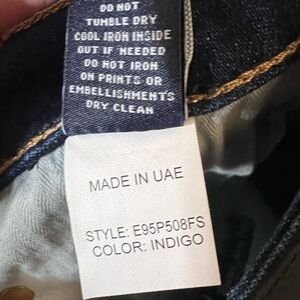 DO NOT
TUMBLE DRY
COOL IRON INSIDE
OUT IF NEEDED
DO NOT IRON
ON PRINTS OR
EMBELLISHMENTS
DRY CLEAN
MADE IN UAE
STYLE: E95P508FS
COLOR: INDIGO